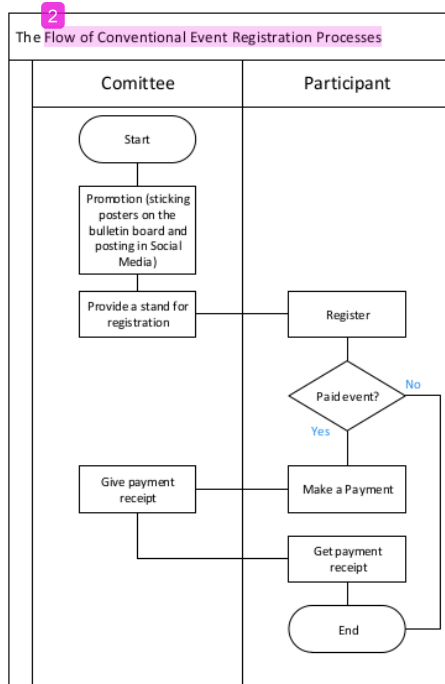 2
The Flow of Conventional Event Registration Processes
Comittee
Participant
Start
Promotion (sticking
posters on the
bulletin board and
posting in Social
Media)
Provide a stand for
registration
Register
Paid event?
No
Yes
Give payment
receipt
Make a Payment
Get payment
receipt
End